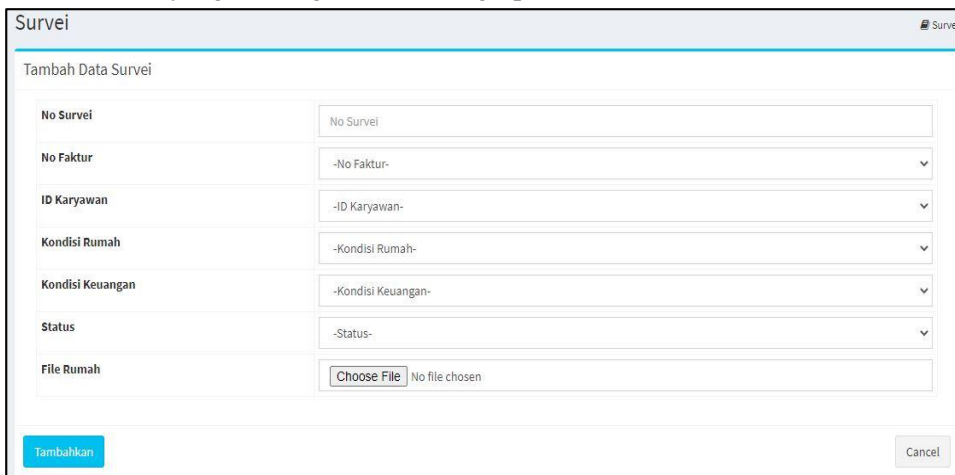 Survei
Surve
Tambah Data Survei
No Survei
No Survei
No Faktur
-No Faktur-
ID Karyawan
-ID Karyawan-
Kondisi Rumah
-Kondisi Rumah-
Kondisi Keuangan
-Kondisi Keuangan-
Status
-Status-
File Rumah
Choose File No file chosen
Tambahkan
Cancel